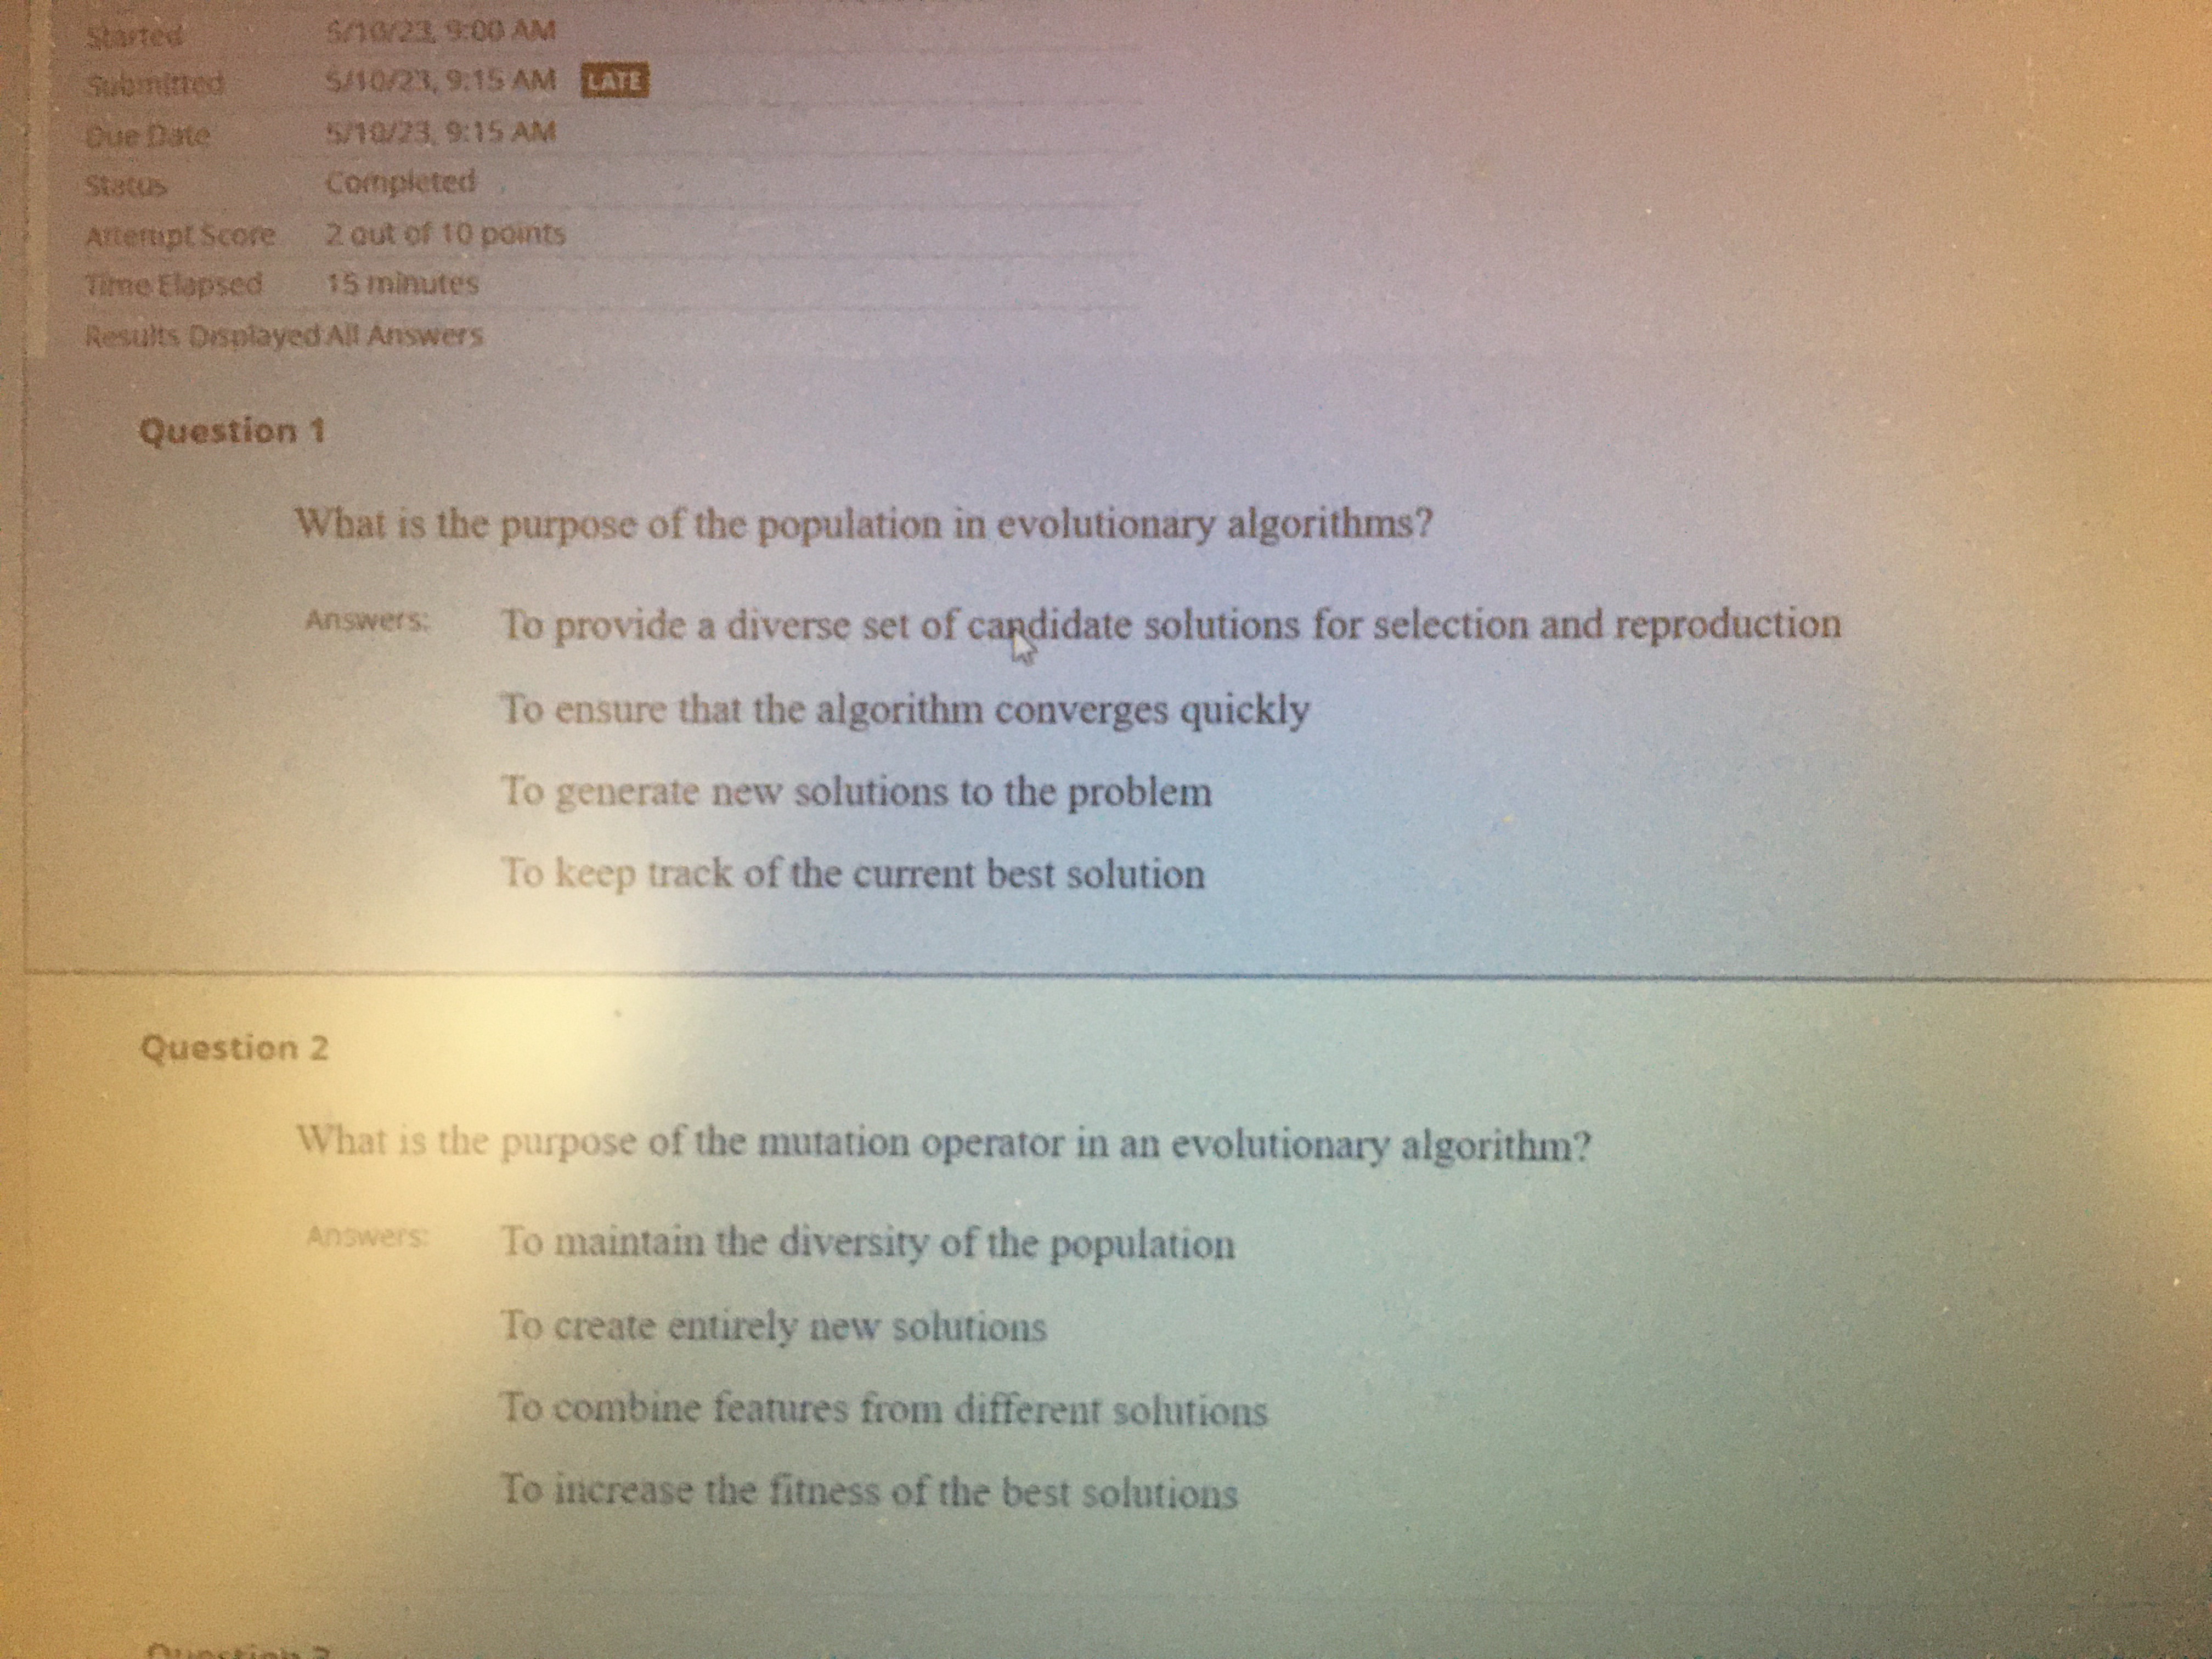 Started 5/10/23, 9:00 AM
Submitted 5/10/23, 9:15 AM LATE
Due Date 5/10/23, 9:15 AM
Status Completed
Attempt Score 2 out of 10 points
Time Elapsed 15 minutes
Results Displayed All Answers
Question 1
What is the purpose of the population in evolutionary algorithms?
Answers: To provide a diverse set of candidate solutions for selection and reproduction
To ensure that the algorithm converges quickly
To generate new solutions to the problem
To keep track of the current best solution
Question 2
What is the purpose of the mutation operator in an evolutionary algorithm?
Answers: To maintain the diversity of the population
To create entirely new solutions
To combine features from different solutions
To increase the fitness of the best solutions
Question